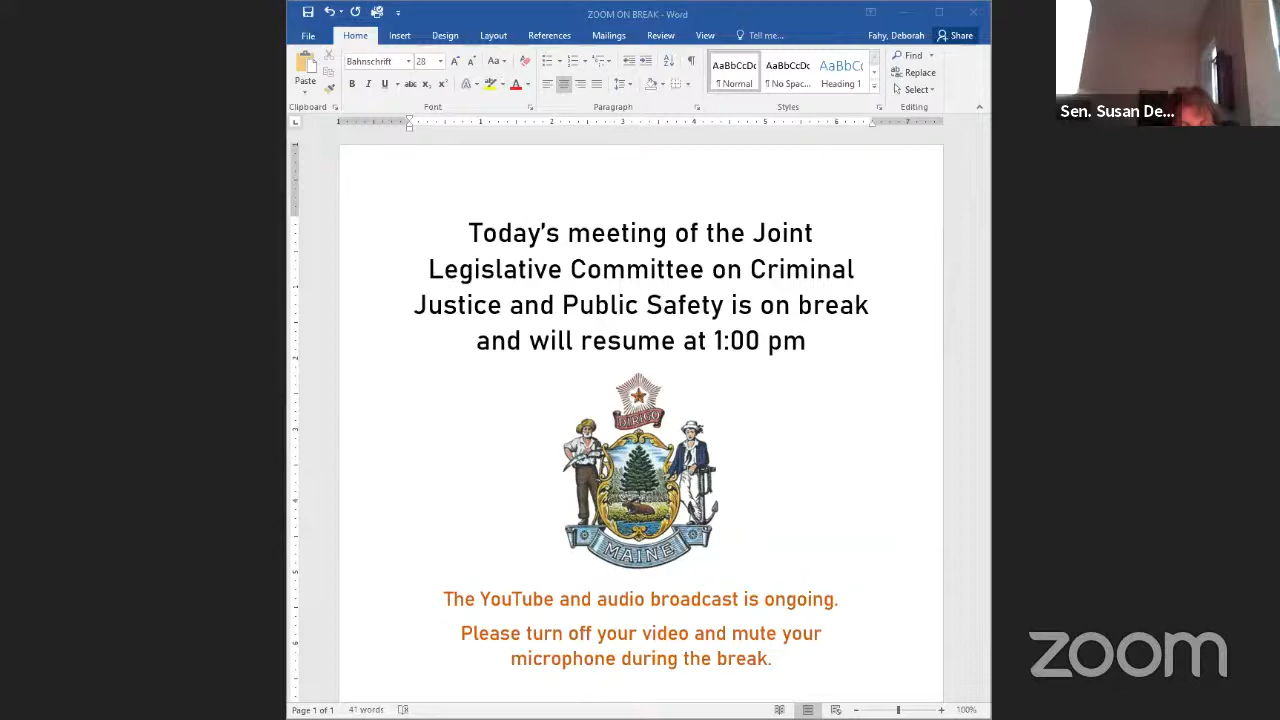 ZOOM ON BREAK - Word
File Home Insert Design Layout References Mailings Review View Tell me... Fahy, Deborah Share
Paste
Bahnschrift 28
Aa
AaBbCcDc AaBbCcDc AaBbCc
¶ Normal ¶ No Spac... Heading 1
Find
Replace
Select
Clipboard Font Paragraph Styles Editing
Sen. Susan De...
Today's meeting of the Joint
Legislative Committee on Criminal
Justice and Public Safety is on break
and will resume at 1:00 pm
DIRIGO
MAINE
The YouTube and audio broadcast is ongoing.
Please turn off your video and mute your
microphone during the break.
zoom
Page 1 of 1 41 words 100%